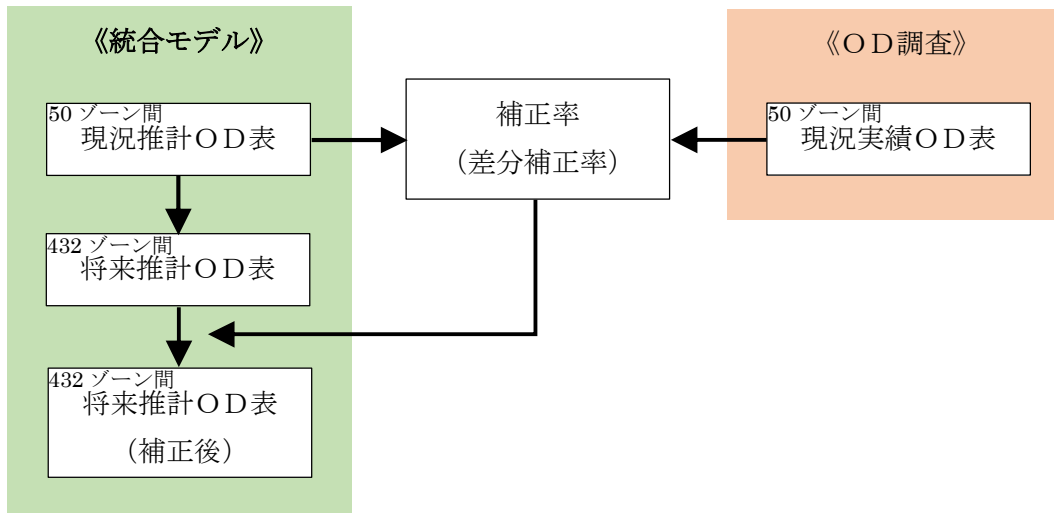 《統合モデル》
50 ゾーン間
現況推計ＯＤ表
432 ゾーン間
将来推計ＯＤ表
432 ゾーン間
将来推計ＯＤ表
（補正後）
補正率
（差分補正率）
《ＯＤ調査》
50 ゾーン間
現況実績ＯＤ表